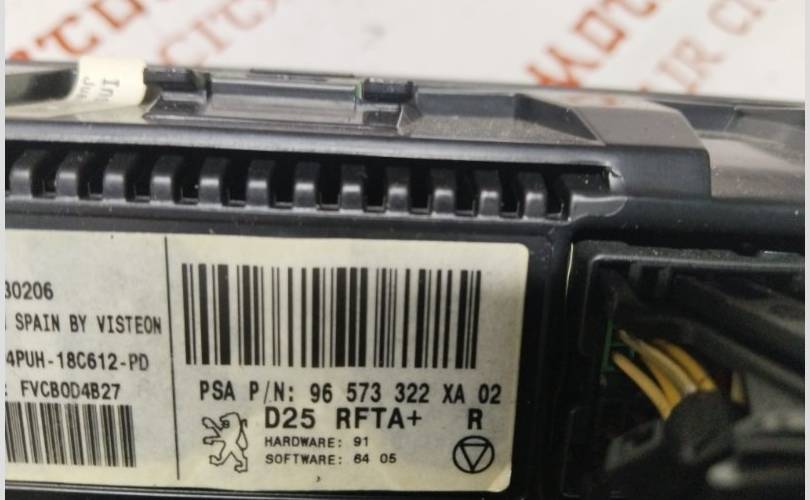 30206
SPAIN BY VISTEON
4PUH-18C612-PD
: FVCB0D4B27
PSA P/N: 96 573 322 XA 02
D25 RFTA+ R
HARDWARE: 91
SOFTWARE: 64 05